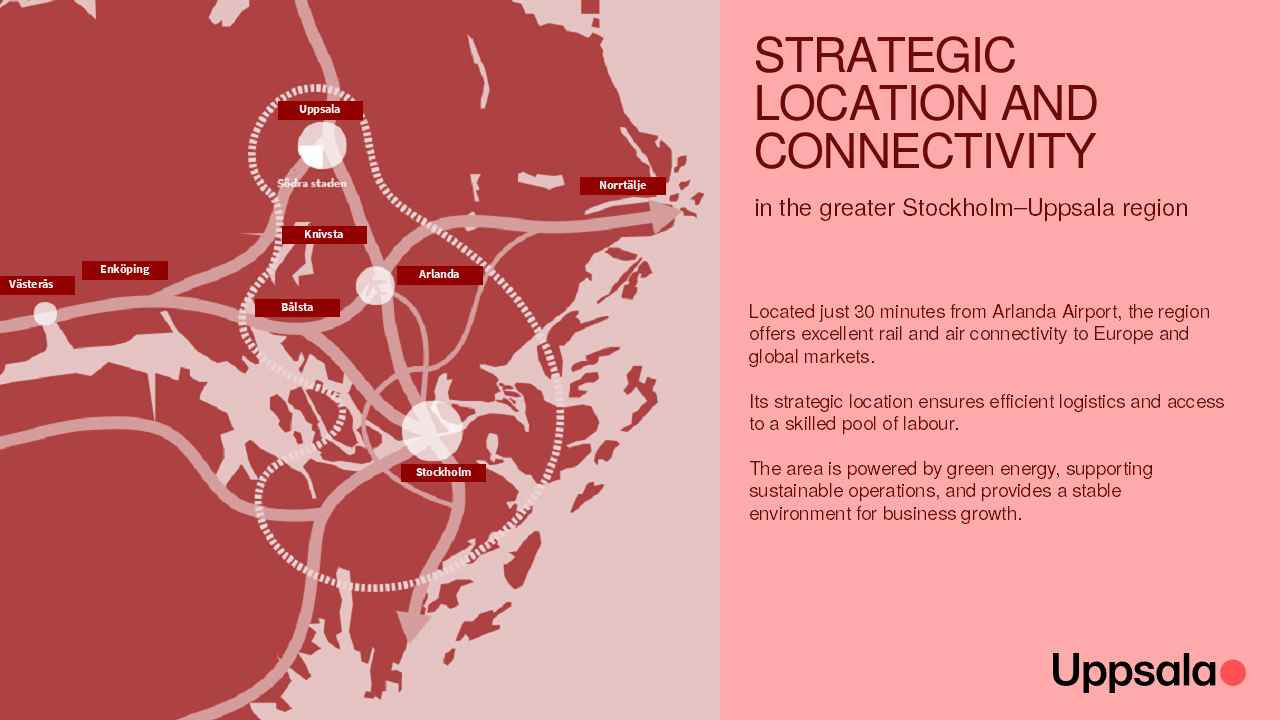 Uppsala
Södra staden
Norrtälje
Knivsta
Enköping
Västerås
Arlanda
Bålsta
Stockholm
STRATEGIC
LOCATION AND
CONNECTIVITY
in the greater Stockholm–Uppsala region
Located just 30 minutes from Arlanda Airport, the region
offers excellent rail and air connectivity to Europe and
global markets.
Its strategic location ensures efficient logistics and access
to a skilled pool of labour.
The area is powered by green energy, supporting
sustainable operations, and provides a stable
environment for business growth.
Uppsala